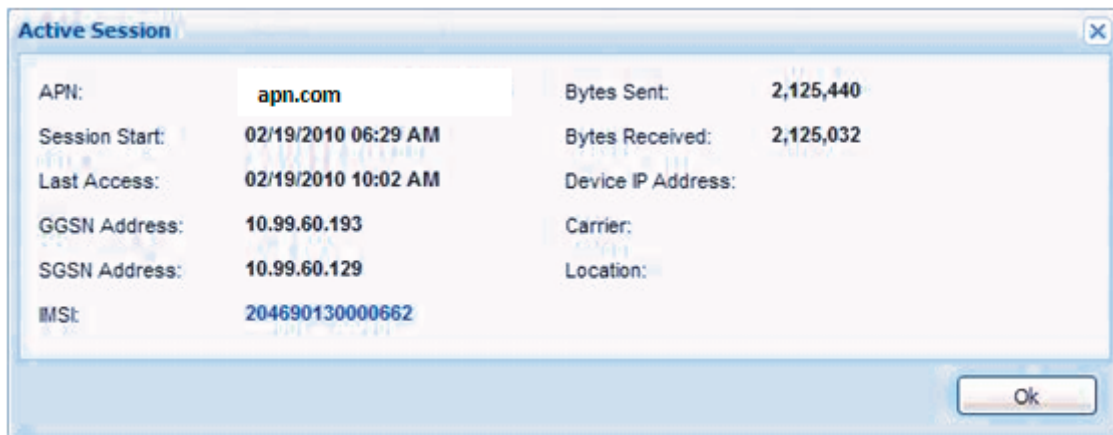 Active Session
APN: apn.com Bytes Sent: 2,125,440
Session Start: 02/19/2010 06:29 AM Bytes Received: 2,125,032
Last Access: 02/19/2010 10:02 AM Device IP Address:
GGSN Address: 10.99.60.193 Carrier:
SGSN Address: 10.99.60.129 Location:
IMSI: 204690130000662
Ok